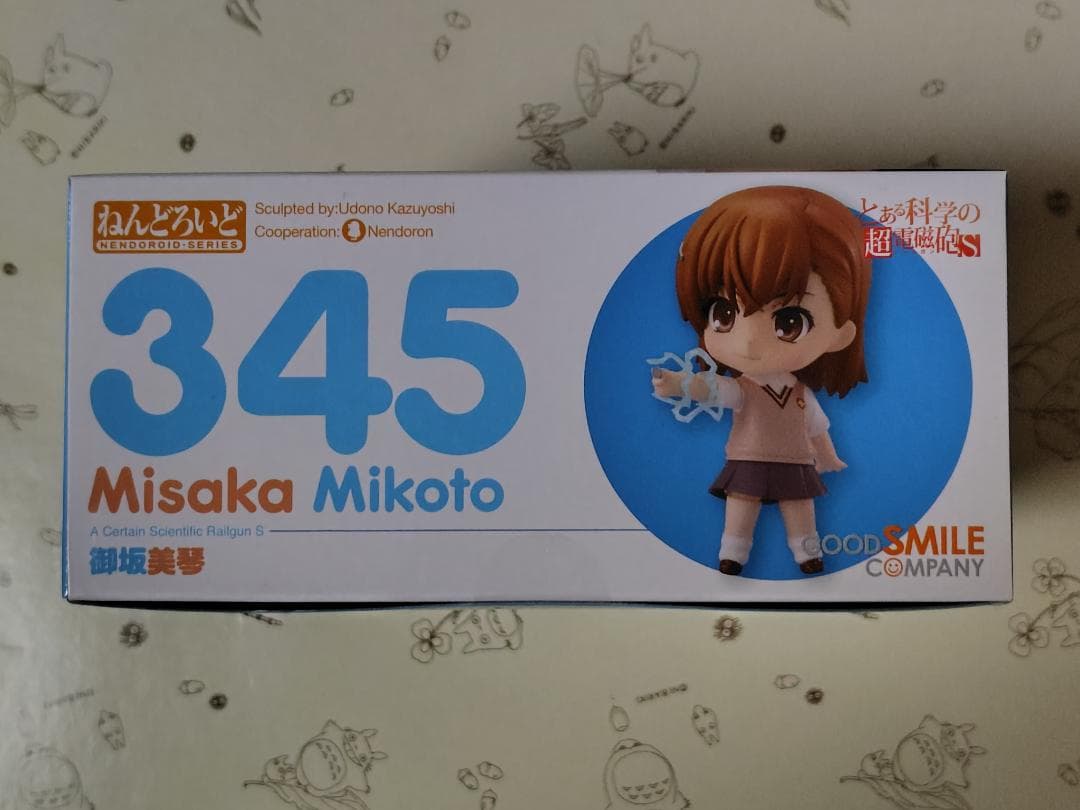 ねんどろいど
NENDOROID-SERIES
Sculpted by:Udono Kazuyoshi
Cooperation: Nendoron
345
Misaka Mikoto
A Certain Scientific Railgun S
御坂美琴
とある科学の
超電磁砲S
GOOD SMILE
COMPANY